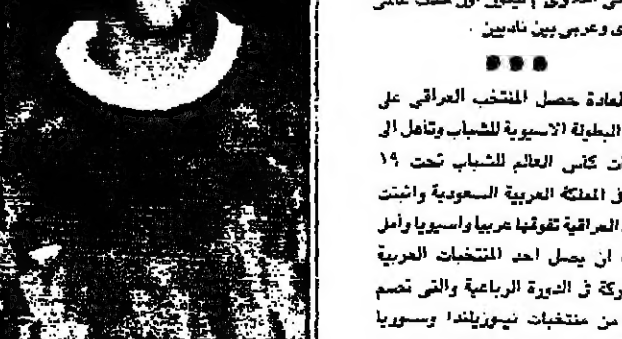 وعربي بين ناديين .
العادة حصل المنتخب العراقي على
البطولة الاسيوية للشباب وتاهل الى
كاس العالم للشباب تحت ١٩
في المملكة العربية السعودية واثبتت
العراقية تفوقها عربيا واسيويا وأمل
ان يصل احد المنتخبات العربية
في الدورة الرباعية والتي تضم
من منتخبات نيوزيلندا وسوريا